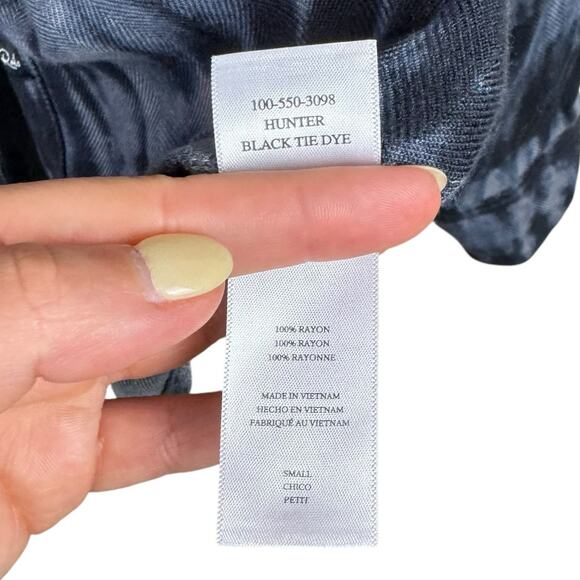 100-550-3098
HUNTER
BLACK TIE DYE
100% RAYON
100% RAYON
100% RAYONNE
MADE IN VIETNAM
HECHO EN VIETNAM
FABRIQUÉ AU VIETNAM
SMALL
CHICO
PETIT